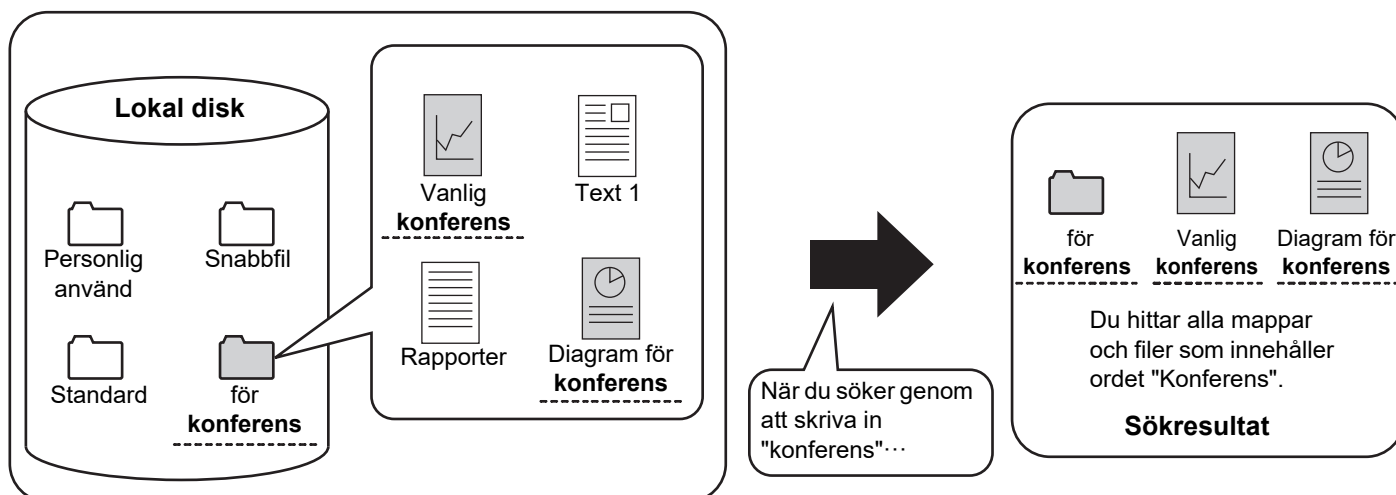 Lokal disk
Personlig
använd
Snabbfil
Standard
för
konferens
Vanlig
konferens
Text 1
Rapporter
Diagram för
konferens
När du söker genom
att skriva in
"konferens"···
för
konferens
Vanlig
konferens
Diagram för
konferens
Du hittar alla mappar
och filer som innehåller
ordet "Konferens".
Sökresultat